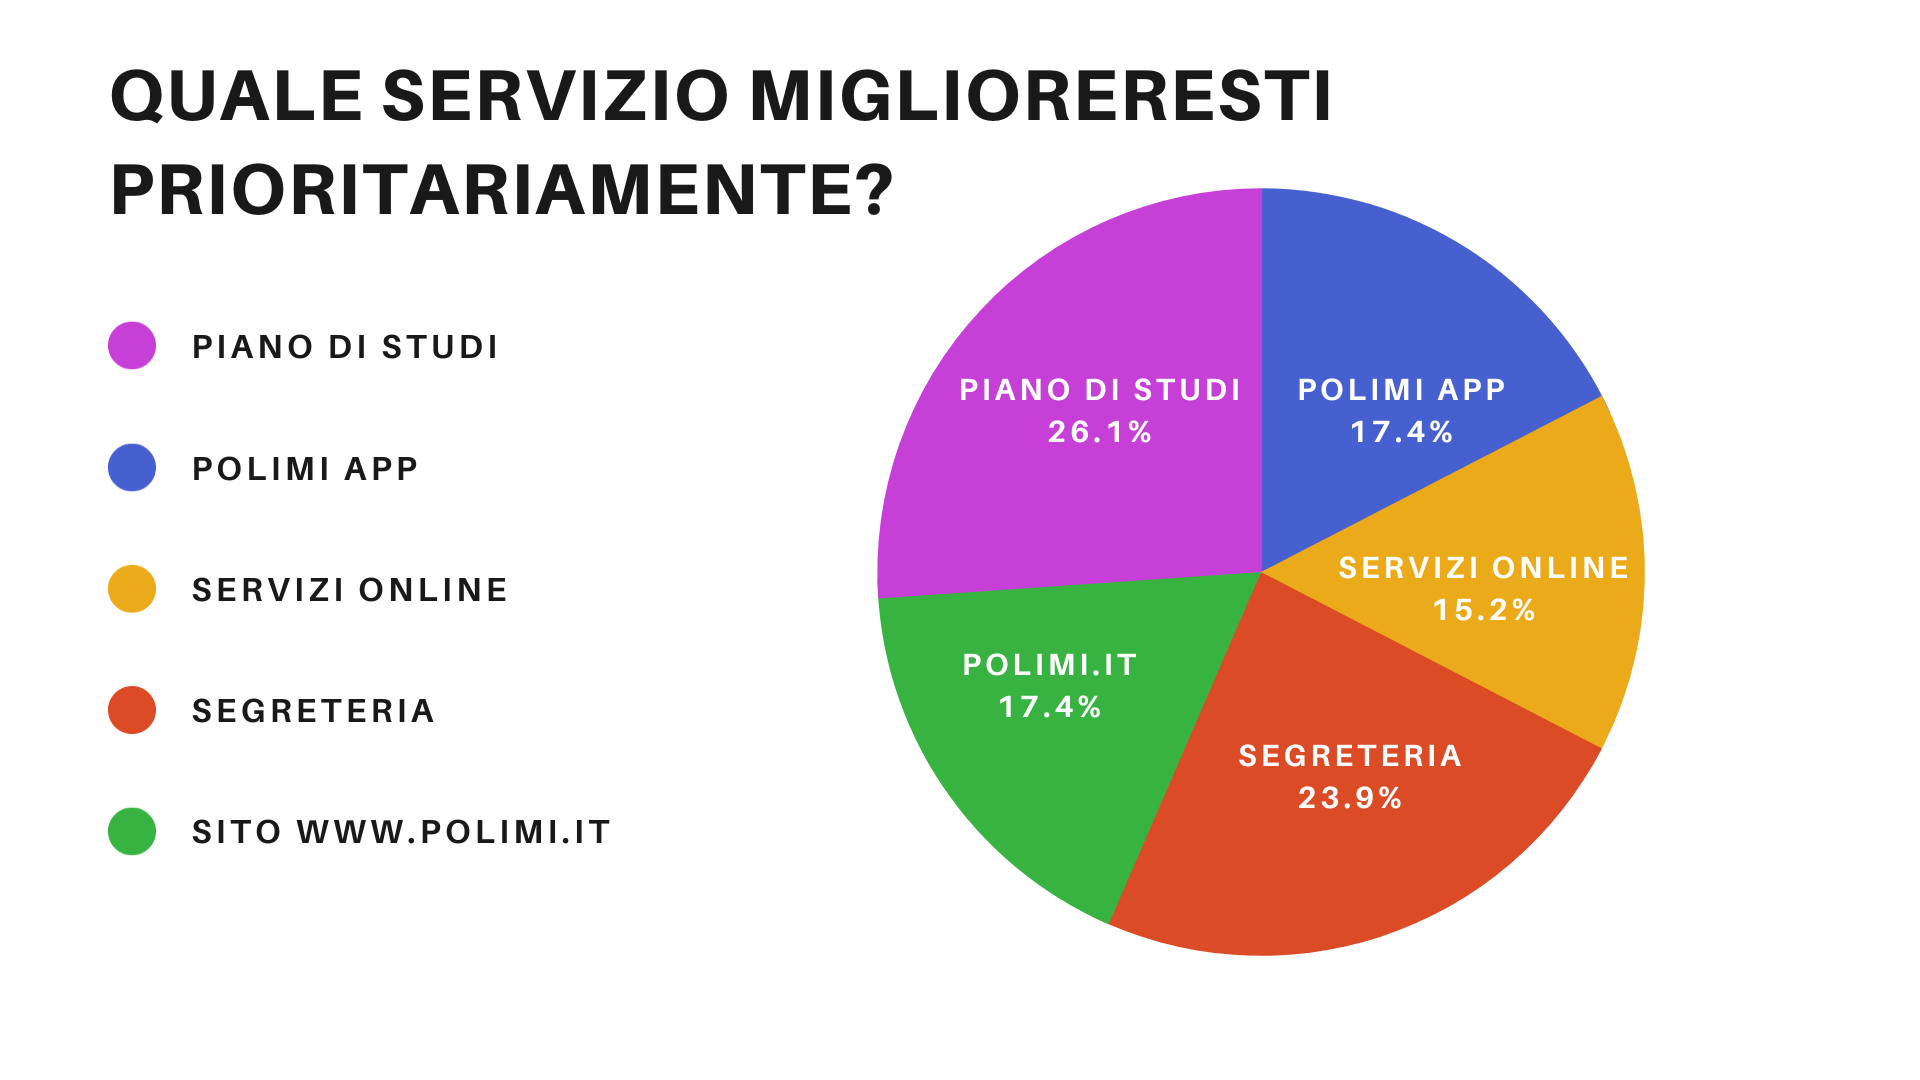 QUALE SERVIZIO MIGLIORERESTI
PRIORITARIAMENTE?
PIANO DI STUDI
POLIMI APP
SERVIZI ONLINE
SEGRETERIA
SITO WWW.POLIMI.IT
PIANO DI STUDI
26.1%
POLIMI APP
17.4%
SERVIZI ONLINE
15.2%
POLIMI.IT
17.4%
SEGRETERIA
23.9%